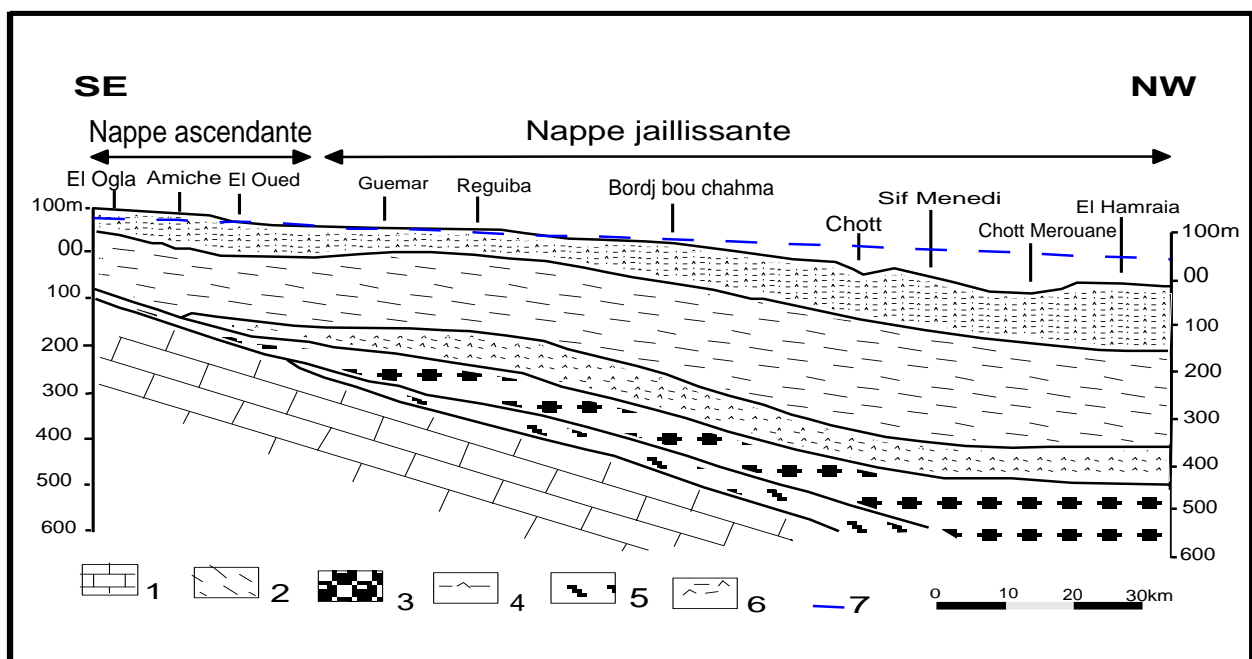 SE NW
Nappe ascendante Nappe jaillissante
El Ogla Amiche El Oued Guemar Reguiba Bordj bou chahma Chott Sif Menedi Chott Merouane El Hamraia
100m 100m
00 00
100 100
200 200
300 300
400 400
500 500
600 600
1 2 3 4 5 6 7
0 10 20 30km